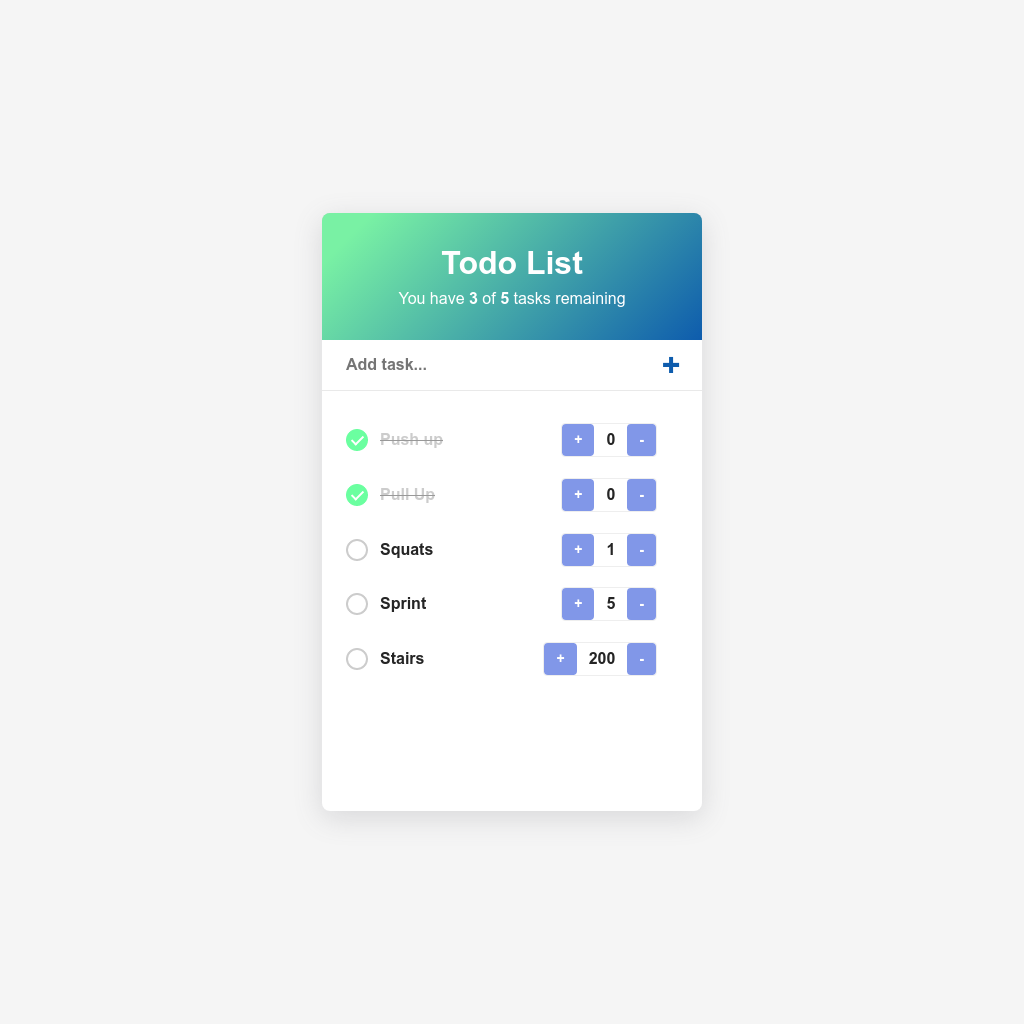 Todo List
You have 3 of 5 tasks remaining
Add task...
Push up + 0 -
Pull Up + 0 -
Squats + 1 -
Sprint + 5 -
Stairs + 200 -